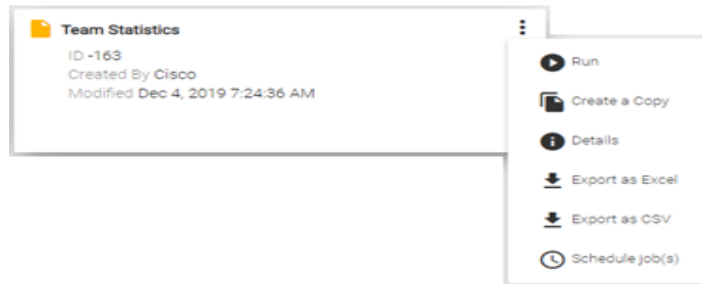 Team Statistics
ID -163
Created By Cisco
Modified Dec 4, 2019 7:24:36 AM
Run
Create a Copy
Details
Export as Excel
Export as CSV
Schedule job(s)